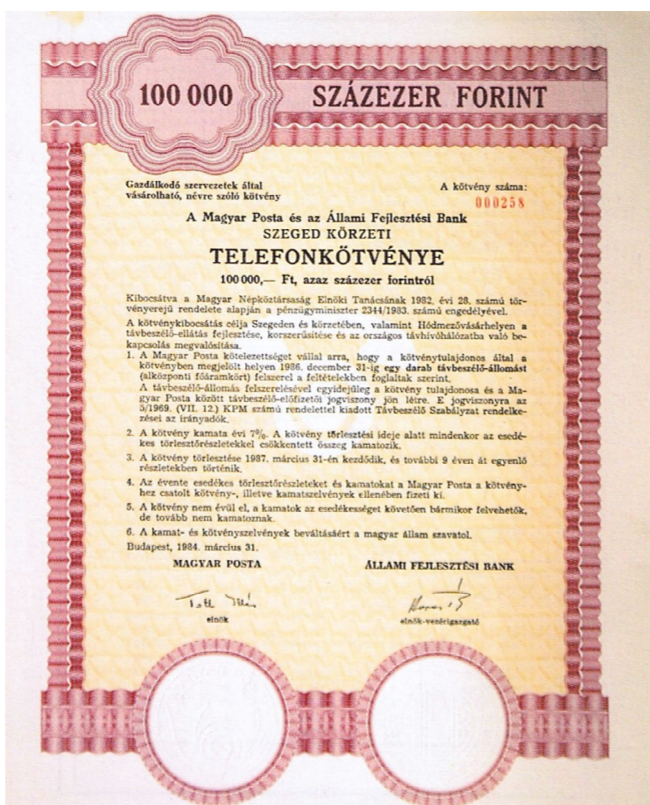 100 000 SZÁZEZER FORINT
Gazdálkodó szervezetek által
vásárolható, névre szóló kötvény
A kötvény száma:
000258
A Magyar Posta és az Állami Fejlesztési Bank
SZEGED KÖRZETI
TELEFONKÖTVÉNYE
100 000,— Ft, azaz százezer forintról
Kibocsátva a Magyar Népköztársaság Elnöki Tanácsának 1982. évi 28. számú tör-
vényerejű rendelete alapján a pénzügyminiszter 2344/1983. számú engedélyével.
A kötvénykibocsátás célja Szegeden és körzetében, valamint Hódmezővásárhelyen a
távbeszélő-ellátás fejlesztése, korszerűsítése és az országos távhívóhálózatba való be-
kapcsolás megvalósítása.
1. A Magyar Posta kötelezettséget vállal arra, hogy a kötvénytulajdonos által a
kötvényben megjelölt helyen 1986. december 31-ig egy darab távbeszélő-állomást
(alközponti főáramkört) felszerel a feltételekben foglaltak szerint.
A távbeszélő-állomás felszerelésével egyidejűleg a kötvény tulajdonosa és a Ma-
gyar Posta között távbeszélő-előfizetői jogviszony jön létre. E jogviszonyra az
5/1969. (VII. 12.) KPM számú rendelettel kiadott Távbeszélő Szabályzat rendelke-
zései az irányadók.
2. A kötvény kamata évi 7%. A kötvény törlesztési ideje alatt mindenkor az esedé-
kes törlesztőrészletekkel csökkentett összeg kamatozik.
3. A kötvény törlesztése 1987. március 31-én kezdődik, és további 9 éven át egyenlő
részletekben történik.
4. Az évente esedékes törlesztőrészleteket és kamatokat a Magyar Posta a kötvény-
hez csatolt kötvény-, illetve kamatszelvények ellenében fizeti ki.
5. A kötvény nem évül el, a kamatok az esedékességet követően bármikor felvehetők,
de tovább nem kamatoznak.
6. A kamat- és kötvényszelvények beváltásáért a magyar állam szavatol.
Budapest, 1984. március 31.
MAGYAR POSTA ÁLLAMI FEJLESZTÉSI BANK
elnök elnök-vezérigazgató